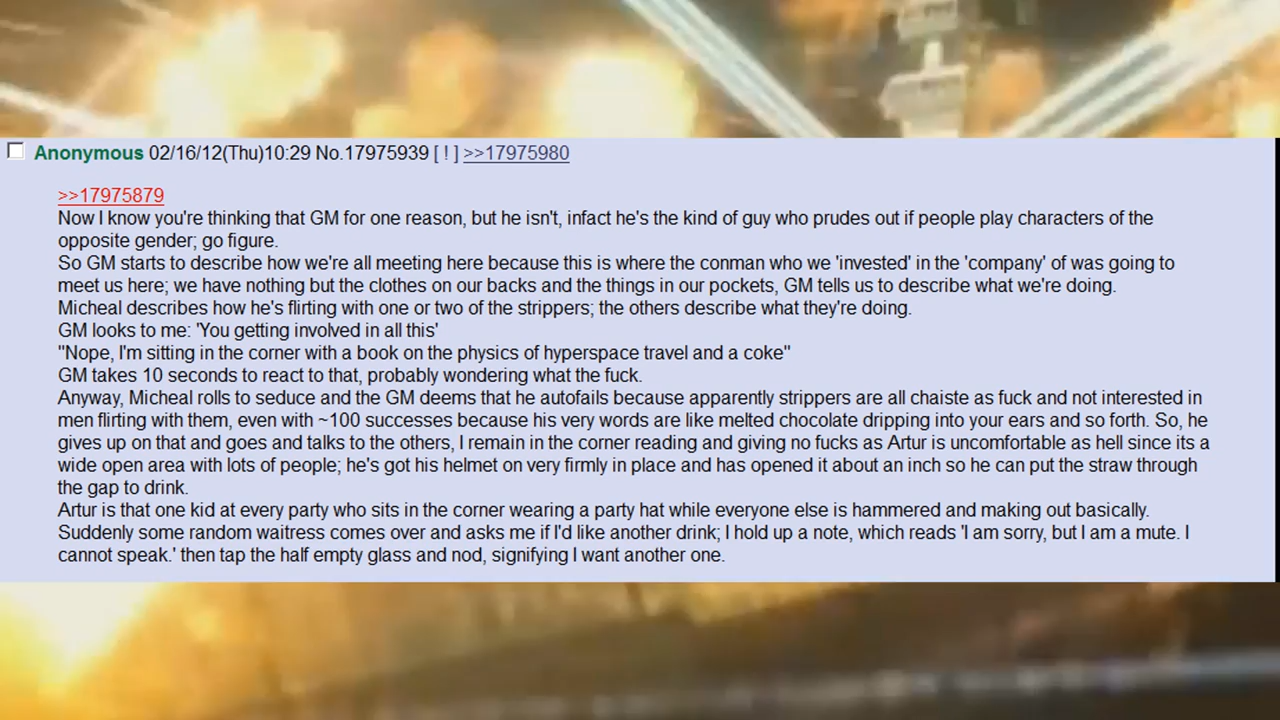 Anonymous 02/16/12(Thu)10:29 No.17975939 [ ! ] >>17975980
>>17975879
Now I know you're thinking that GM for one reason, but he isn't, infact he's the kind of guy who prudes out if people play characters of the
opposite gender; go figure.
So GM starts to describe how we're all meeting here because this is where the conman who we 'invested' in the 'company' of was going to
meet us here; we have nothing but the clothes on our backs and the things in our pockets, GM tells us to describe what we're doing.
Micheal describes how he's flirting with one or two of the strippers; the others describe what they're doing.
GM looks to me: 'You getting involved in all this'
"Nope, I'm sitting in the corner with a book on the physics of hyperspace travel and a coke"
GM takes 10 seconds to react to that, probably wondering what the fuck.
Anyway, Micheal rolls to seduce and the GM deems that he autofails because apparently strippers are all chaiste as fuck and not interested in
men flirting with them, even with ~100 successes because his very words are like melted chocolate dripping into your ears and so forth. So, he
gives up on that and goes and talks to the others, I remain in the corner reading and giving no fucks as Artur is uncomfortable as hell since its a
wide open area with lots of people; he's got his helmet on very firmly in place and has opened it about an inch so he can put the straw through
the gap to drink.
Artur is that one kid at every party who sits in the corner wearing a party hat while everyone else is hammered and making out basically.
Suddenly some random waitress comes over and asks me if I'd like another drink; I hold up a note, which reads 'I am sorry, but I am a mute. I
cannot speak.' then tap the half empty glass and nod, signifying I want another one.